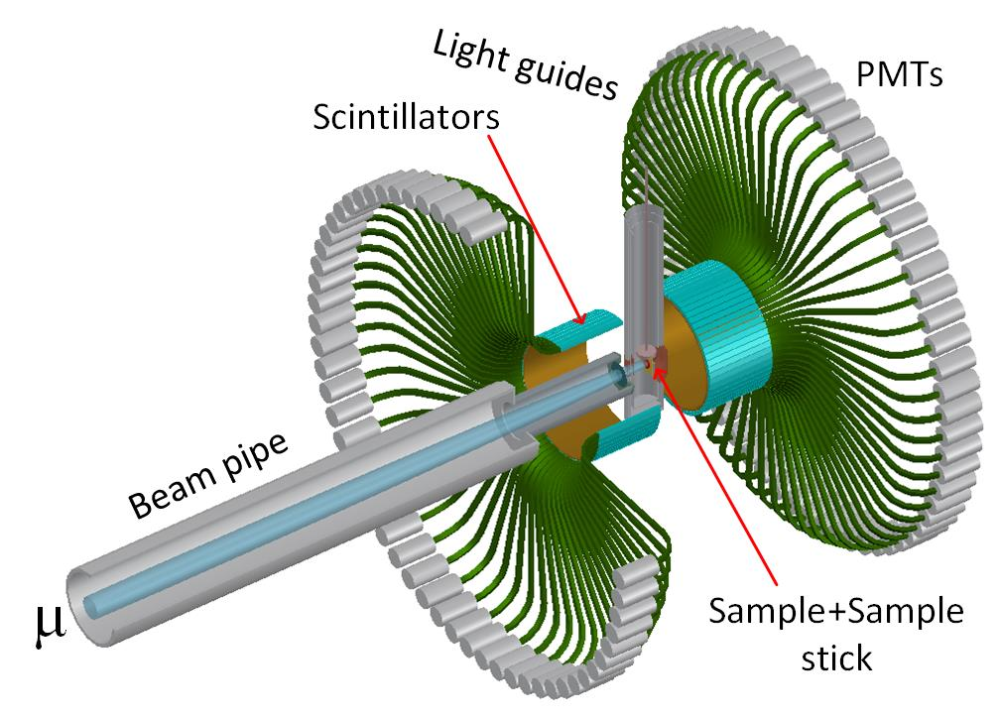 Light guides
PMTs
Scintillators
Beam pipe
μ
Sample+Sample
stick